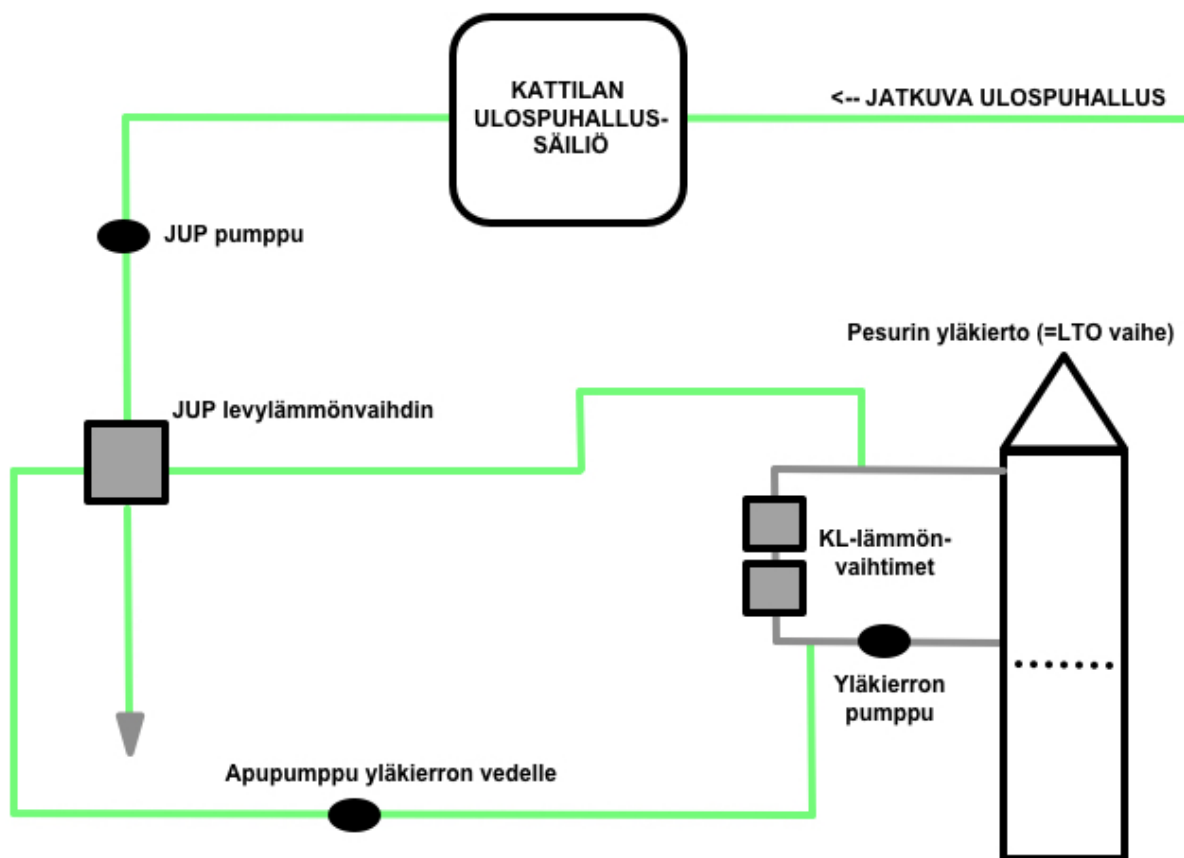 KATTILAN
ULOSPUHALLUS-
SÄILIÖ
<-- JATKUVA ULOSPUHALLUS
JUP pumppu
Pesurin yläkierto (=LTO vaihe)
JUP levylämmönvaihdin
KL-lämmön-
vaihtimet
Yläkierron
pumppu
Apupumppu yläkierron vedelle